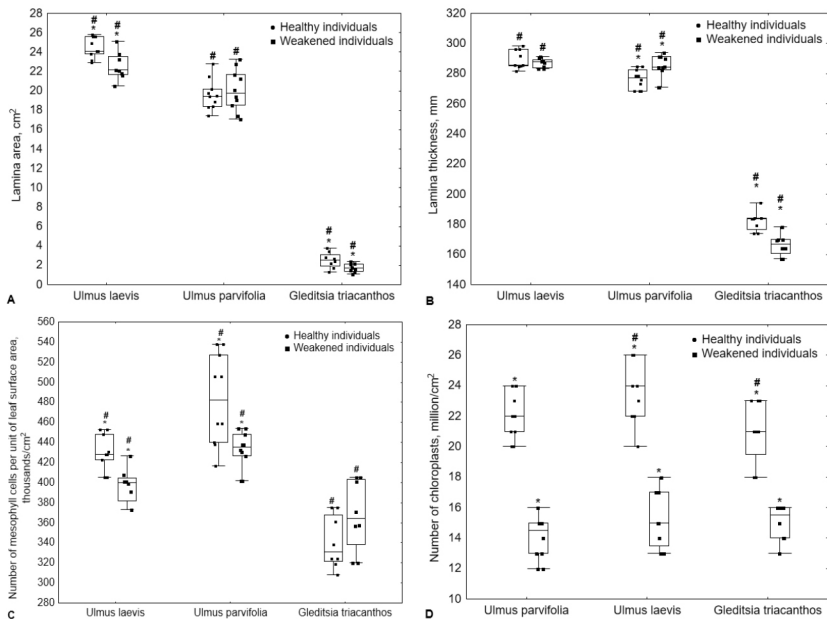 A
Lamina area, cm²
28
26
24
22
20
18
16
14
12
10
8
6
4
2
0
# * # *
# #
# * # *
Healthy individuals
Weakened individuals
Ulmus laevis Ulmus parvifolia Gleditsia triacanthos
B
Lamina thickness, mm
320
300
280
260
240
220
200
180
160
140
# #
# * # *
# * # *
Healthy individuals
Weakened individuals
Ulmus laevis Ulmus parvifolia Gleditsia triacanthos
C
Number of mesophyll cells per unit of leaf surface area,
thousands/cm²
560
540
520
500
480
460
440
420
400
380
360
340
320
300
280
# * # *
# * # *
# #
Healthy individuals
Weakened individuals
Ulmus laevis Ulmus parvifolia Gleditsia triacanthos
D
Number of chloroplasts, million/cm²
28
26
24
22
20
18
16
14
12
10
* *
# * *
# * *
Healthy individuals
Weakened individuals
Ulmus parvifolia Ulmus laevis Gleditsia triacanthos